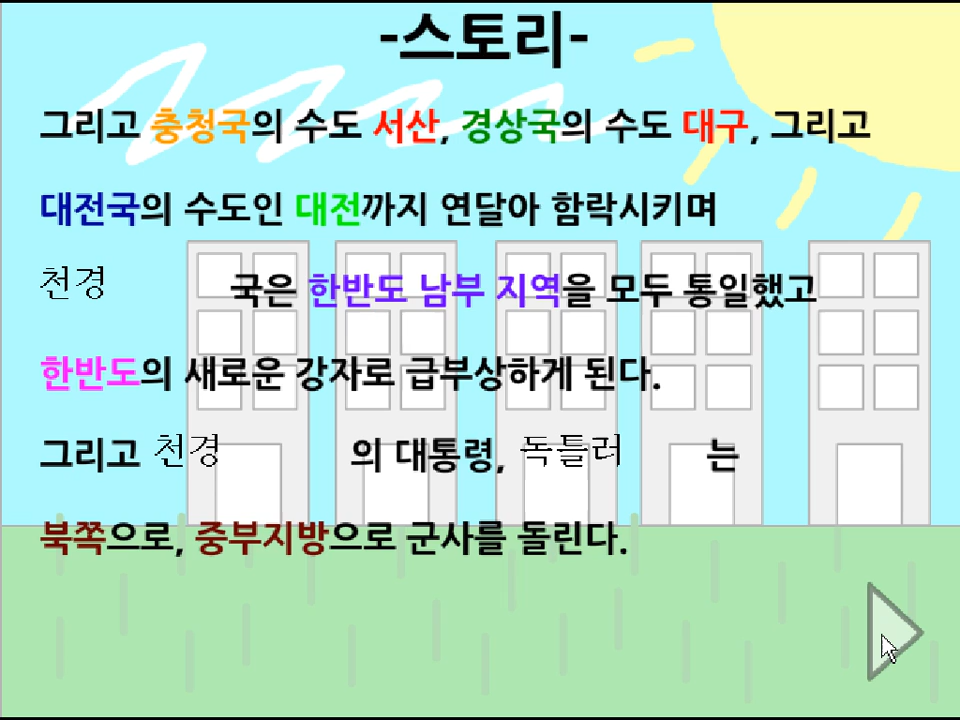 -스토리-
그리고 충청국의 수도 서산, 경상국의 수도 대구, 그리고
대전국의 수도인 대전까지 연달아 함락시키며
천경 국은 한반도 남부 지역을 모두 통일했고
한반도의 새로운 강자로 급부상하게 된다.
그리고 천경 의 대통령, 독틀러 는
북쪽으로, 중부지방으로 군사를 돌린다.